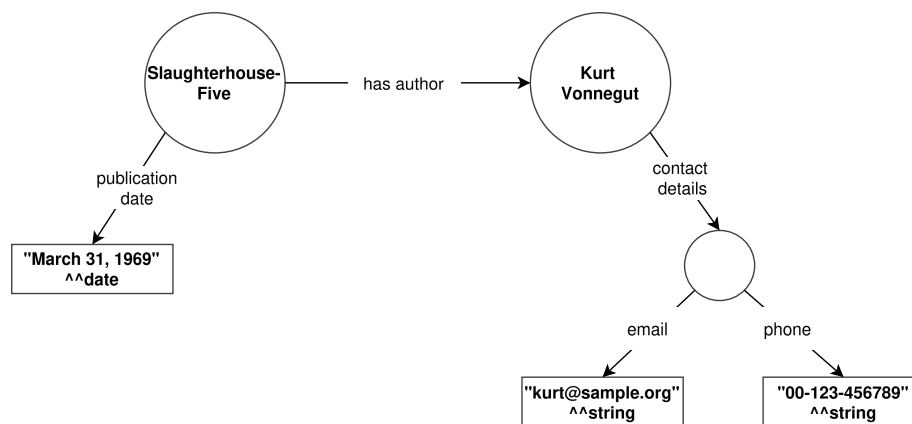 Slaughterhouse-
Five
has author
Kurt
Vonnegut
publication
date
contact
details
"March 31, 1969"
^^date
email
phone
"kurt@sample.org"
^^string
"00-123-456789"
^^string